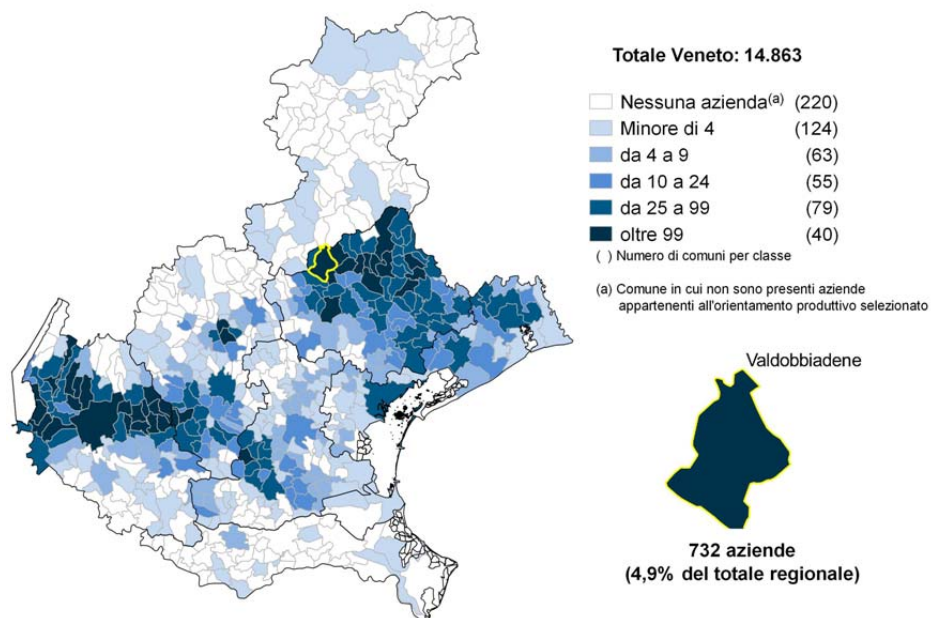 Totale Veneto: 14.863
Nessuna azienda(a) (220)
Minore di 4 (124)
da 4 a 9 (63)
da 10 a 24 (55)
da 25 a 99 (79)
oltre 99 (40)
( ) Numero di comuni per classe
(a) Comune in cui non sono presenti aziende
appartenenti all'orientamento produttivo selezionato
Valdobbiadene
732 aziende
(4,9% del totale regionale)